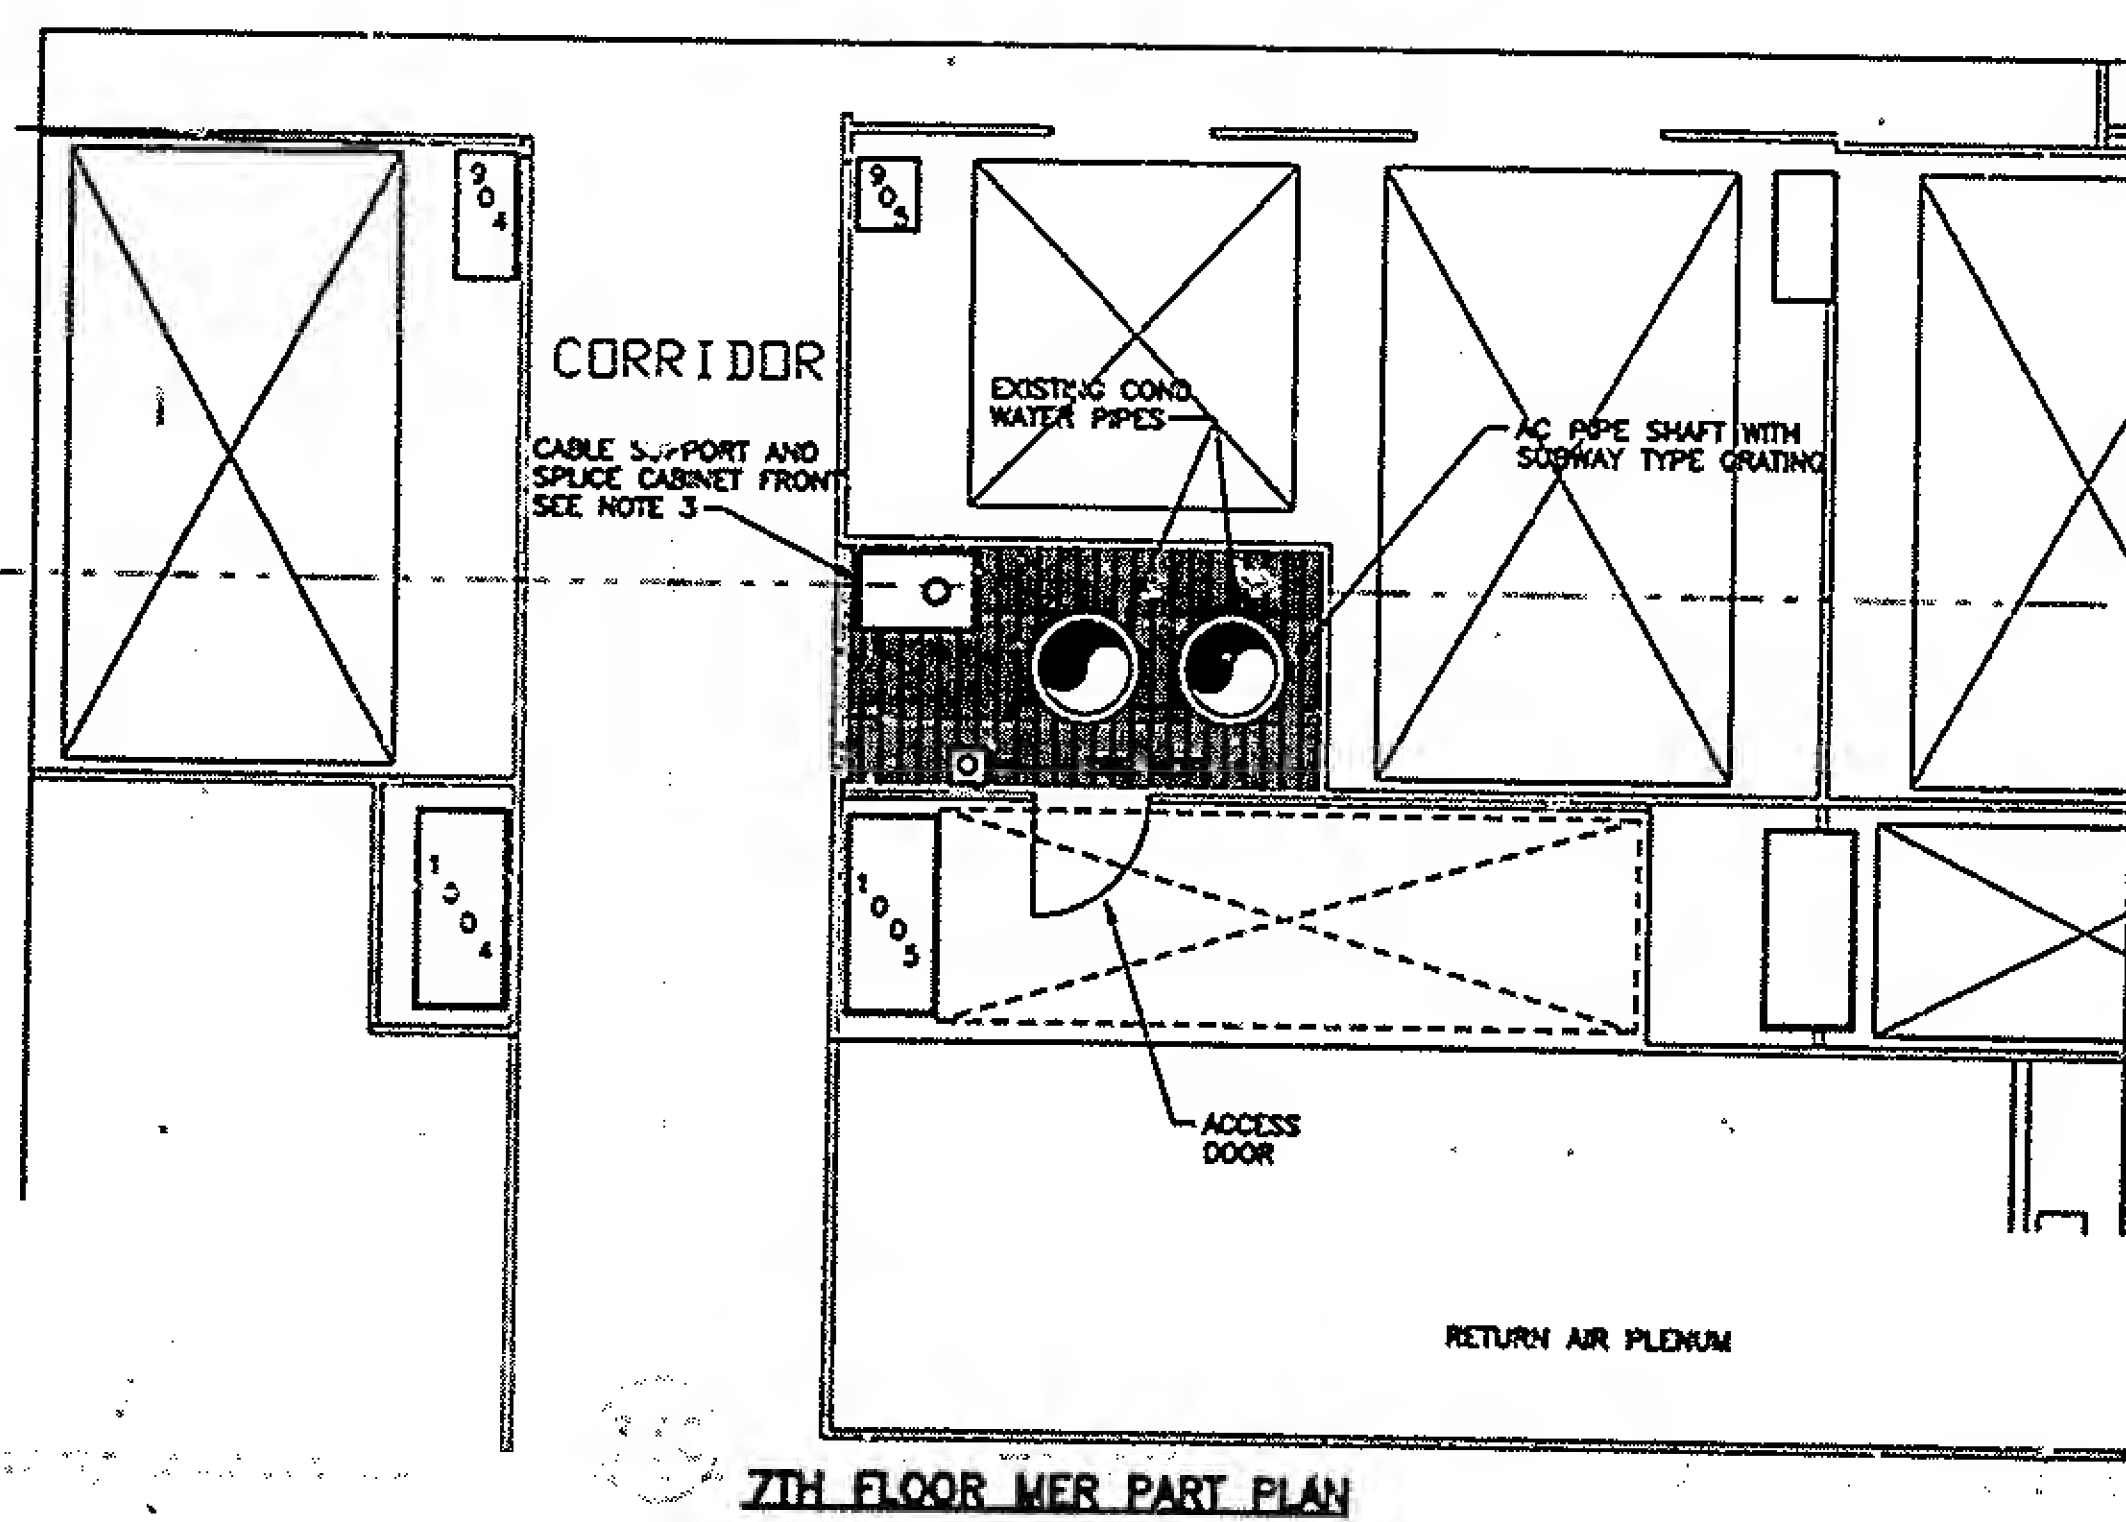 904
905
CORRIDOR
EXISTING COND
WATER PIPES
AC PIPE SHAFT WITH
SUBWAY TYPE GRATING
CABLE SUPPORT AND
SPLICE CABINET FRONT
SEE NOTE 3
1004
1005
ACCESS
DOOR
RETURN AIR PLENUM
7TH FLOOR MER PART PLAN